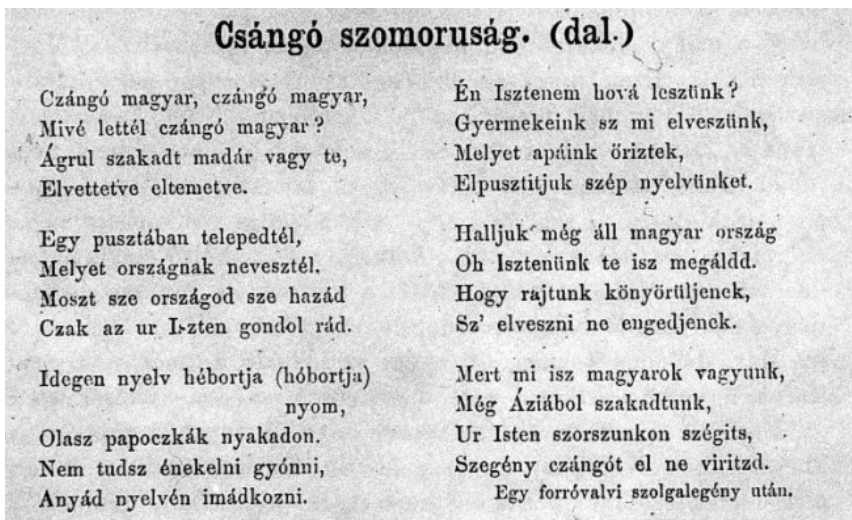 Csángó szomoruság. (dal.)
Czángó magyar, czángó magyar,
Mivé lettél czángó magyar?
Ágrul szakadt madár vagy te,
Elvettetve eltemetve.
Egy pusztában telepedtél,
Melyet országnak nevesztél.
Moszt sze országod sze hazád
Czak az ur Iszten gondol rád.
Idegen nyelv hébortja (hóbortja)
nyom,
Olasz papoczkák nyakadon.
Nem tudsz énekelni gyónni,
Anyád nyelvén imádkozni.
Én Isztenem hová leszünk?
Gyermekeink sz mi elveszünk,
Melyet apáink őriztek,
Elpusztitjuk szép nyelvünket.
Halljuk még áll magyar ország
Oh Isztenünk te isz megáldd.
Hogy rajtunk könyörüljenek,
Sz' elveszni ne engedjenek.
Mert mi isz magyarok vagyunk,
Még Áziábol szakadtunk,
Ur Isten szorszunkon szégits,
Szegény czángót el ne viritzd.
Egy forróvalvi szolgalegény után.